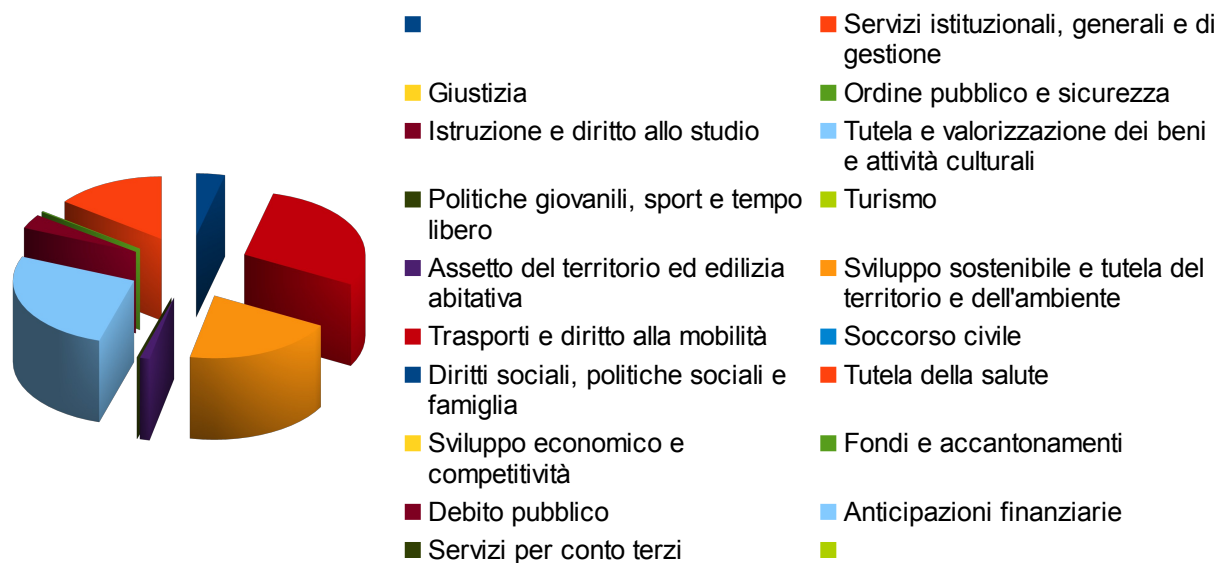 Servizi istituzionali, generali e di
gestione
Giustizia
Ordine pubblico e sicurezza
Istruzione e diritto allo studio
Tutela e valorizzazione dei beni
e attività culturali
Politiche giovanili, sport e tempo
libero
Turismo
Assetto del territorio ed edilizia
abitativa
Sviluppo sostenibile e tutela del
territorio e dell'ambiente
Trasporti e diritto alla mobilità
Soccorso civile
Diritti sociali, politiche sociali e
famiglia
Tutela della salute
Sviluppo economico e
competitività
Fondi e accantonamenti
Debito pubblico
Anticipazioni finanziarie
Servizi per conto terzi